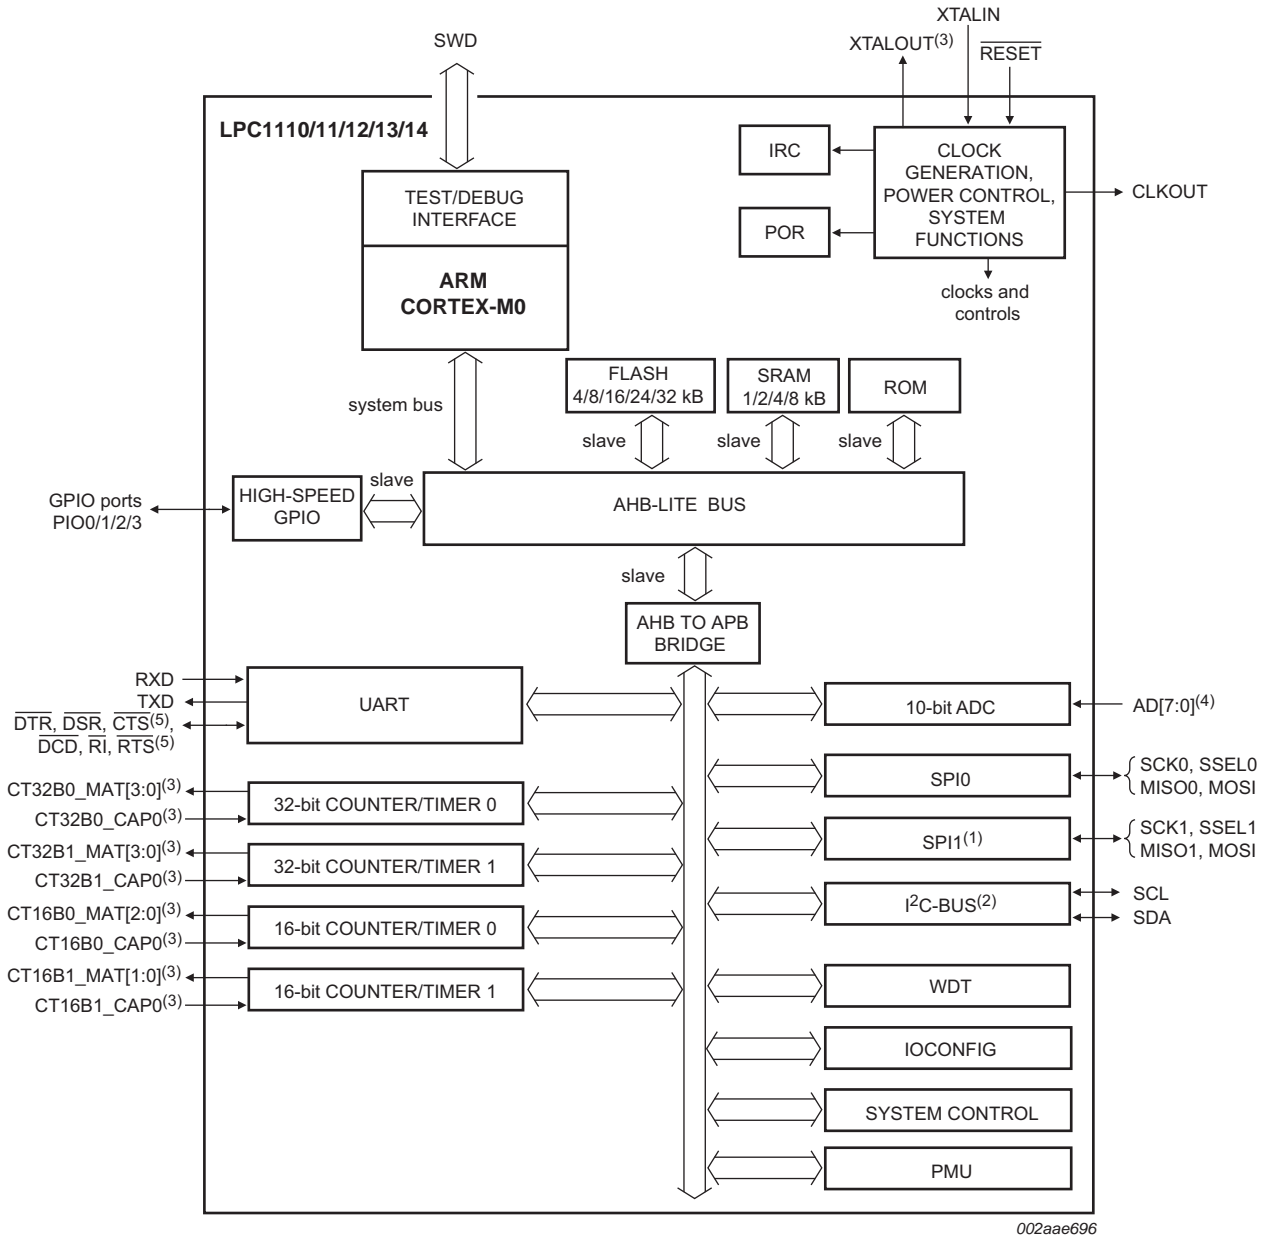 XTALIN
XTALOUT(3)
RESET
SWD
LPC1110/11/12/13/14
IRC
CLOCK
GENERATION,
POWER CONTROL,
SYSTEM
FUNCTIONS
CLKOUT
POR
clocks and
controls
TEST/DEBUG
INTERFACE
ARM
CORTEX-M0
system bus
FLASH
4/8/16/24/32 kB
SRAM
1/2/4/8 kB
ROM
slave
slave
slave
slave
GPIO ports
PIO0/1/2/3
HIGH-SPEED
GPIO
AHB-LITE BUS
slave
AHB TO APB
BRIDGE
RXD
TXD
DTR, DSR, CTS(5),
DCD, RI, RTS(5)
UART
10-bit ADC
AD[7:0](4)
CT32B0_MAT[3:0](3)
CT32B0_CAP0(3)
32-bit COUNTER/TIMER 0
SPI0
SCK0, SSEL0
MISO0, MOSI
CT32B1_MAT[3:0](3)
CT32B1_CAP0(3)
32-bit COUNTER/TIMER 1
SPI1(1)
SCK1, SSEL1
MISO1, MOSI
CT16B0_MAT[2:0](3)
CT16B0_CAP0(3)
16-bit COUNTER/TIMER 0
I2C-BUS(2)
SCL
SDA
CT16B1_MAT[1:0](3)
CT16B1_CAP0(3)
16-bit COUNTER/TIMER 1
WDT
IOCONFIG
SYSTEM CONTROL
PMU
002aae696